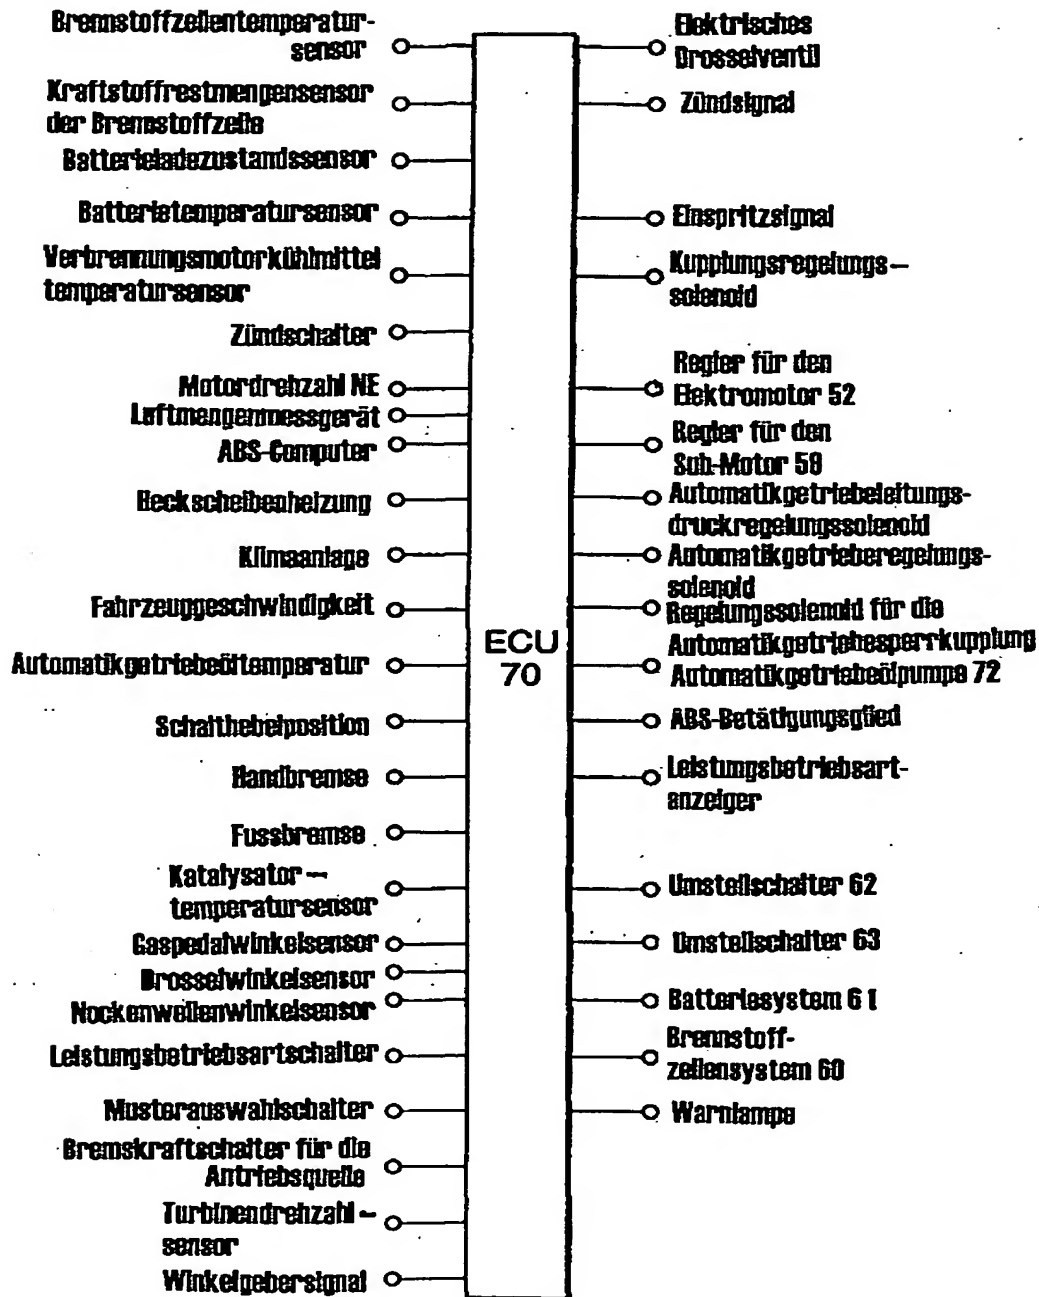 Brennstoffzellentemperatur-
sensor
Kraftstoffrestmengensensor
der Brennstoffzelle
Batterieladezustandssensor
Batterietemperatursensor
Verbrennungsmotorkühlmittel
temperatursensor
Zündschalter
Motordrehzahl NE
Luftmengenmessgerät
ABS-Computer
Heckscheibenheizung
Klimaanlage
Fahrzeuggeschwindigkeit
Automatikgetriebeöltemperatur
Schalthebelposition
Handbremse
Fussbremse
Katalysator-
temperatursensor
Gaspedalwinkelsensor
Drosselwinkelsensor
Nockenwellenwinkelsensor
Leistungsbetriebsartschalter
Musterauswahlschalter
Bremskraftschalter für die
Antriebsquelle
Turbinendrehzahl-
sensor
Winkelgebersignal
ECU
70
Elektrisches
Drosselventil
Zündsignal
Einspritzsignal
Kupplungsregelungs-
solenoid
Regler für den
Elektromotor 52
Regler für den
Sub-Motor 58
Automatikgetriebeleitungs-
druckregelungssolenoid
Automatikgetrieberegelungs-
solenoid
Regelungssolenoid für die
Automatikgetriebesperrkupplung
Automatikgetriebeölpumpe 72
ABS-Betätigungsglied
Leistungsbetriebsart-
anzeiger
Umstellschalter 62
Umstellschalter 63
Batteriesystem 61
Brennstoff-
zellensystem 60
Warnlampe